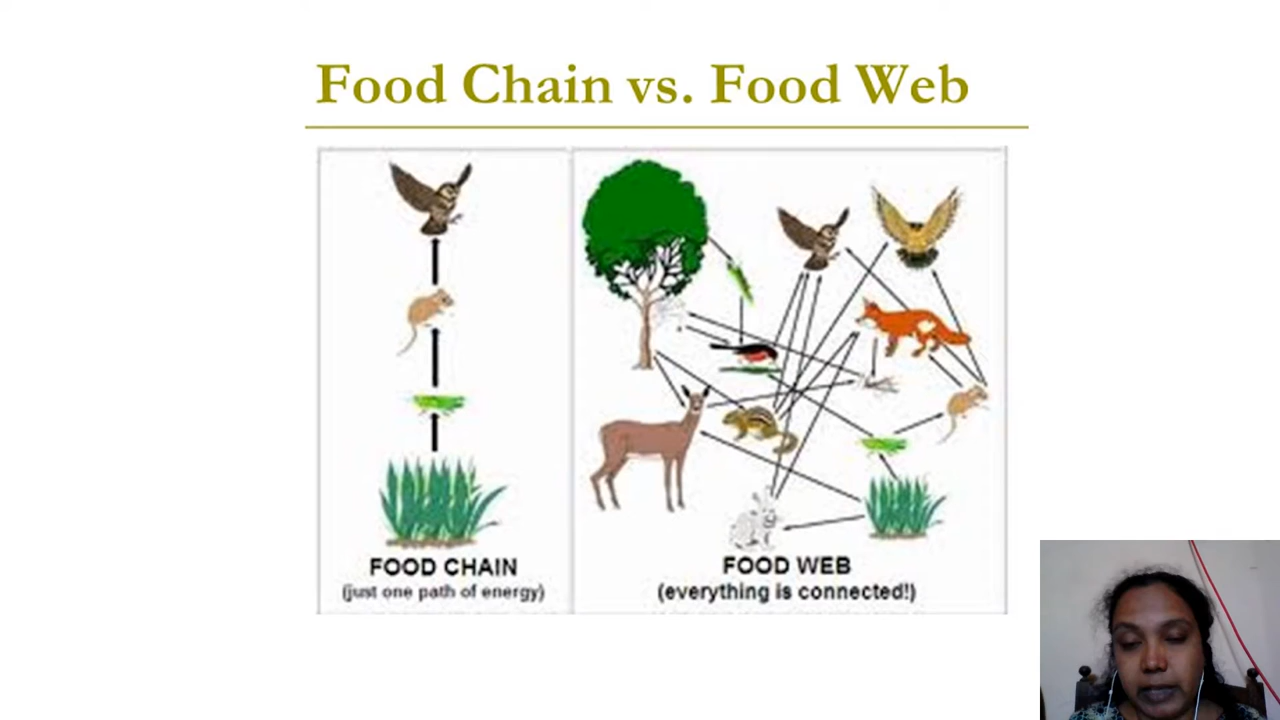 Food Chain vs. Food Web
FOOD CHAIN
(just one path of energy)
FOOD WEB
(everything is connected!)